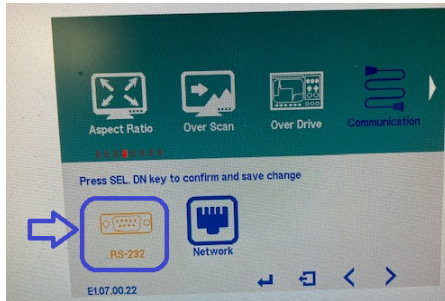 Aspect Ratio
Over Scan
Over Drive
Communication
Press SEL. DN key to confirm and save change
RS-232
Network
E1.07.00.22